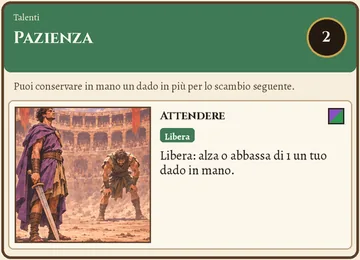 Talenti
Pazienza
2
Puoi conservare in mano un dado in più per lo scambio seguente.
Attendere
Libera
Libera: alza o abbassa di 1 un tuo
dado in mano.